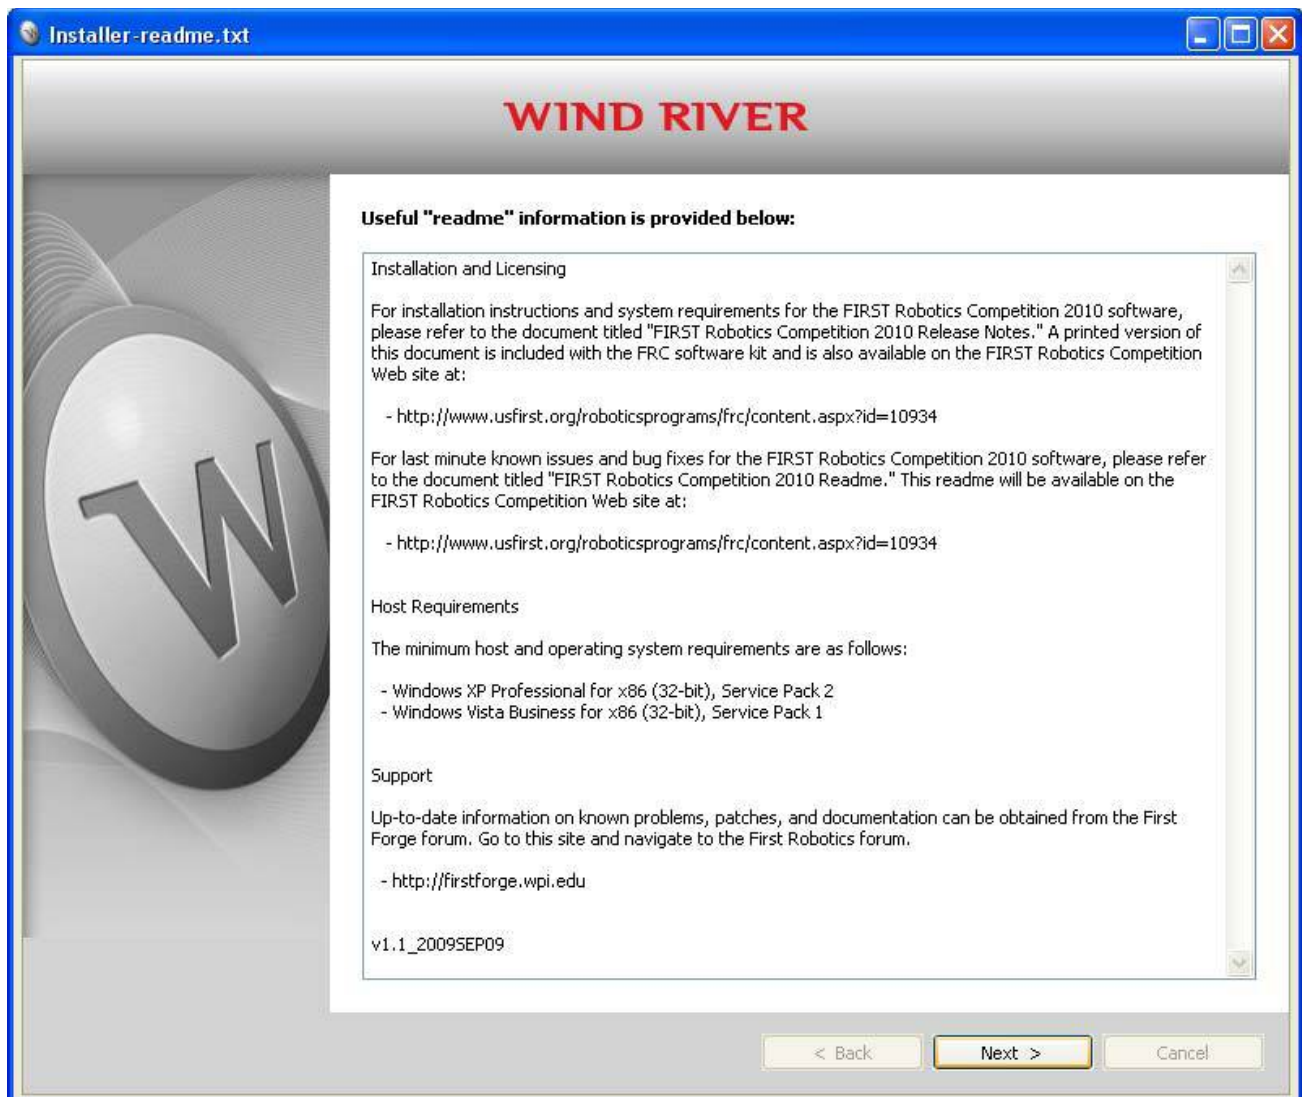 Installer-readme.txt
WIND RIVER
Useful "readme" information is provided below:
Installation and Licensing
For installation instructions and system requirements for the FIRST Robotics Competition 2010 software,
please refer to the document titled "FIRST Robotics Competition 2010 Release Notes." A printed version of
this document is included with the FRC software kit and is also available on the FIRST Robotics Competition
Web site at:
- http://www.usfirst.org/roboticsprograms/frc/content.aspx?id=10934
For last minute known issues and bug fixes for the FIRST Robotics Competition 2010 software, please refer
to the document titled "FIRST Robotics Competition 2010 Readme." This readme will be available on the
FIRST Robotics Competition Web site at:
- http://www.usfirst.org/roboticsprograms/frc/content.aspx?id=10934
Host Requirements
The minimum host and operating system requirements are as follows:
- Windows XP Professional for x86 (32-bit), Service Pack 2
- Windows Vista Business for x86 (32-bit), Service Pack 1
Support
Up-to-date information on known problems, patches, and documentation can be obtained from the First
Forge forum. Go to this site and navigate to the First Robotics forum.
- http://firstforge.wpi.edu
v1.1_2009SEP09
W
< Back
Next >
Cancel